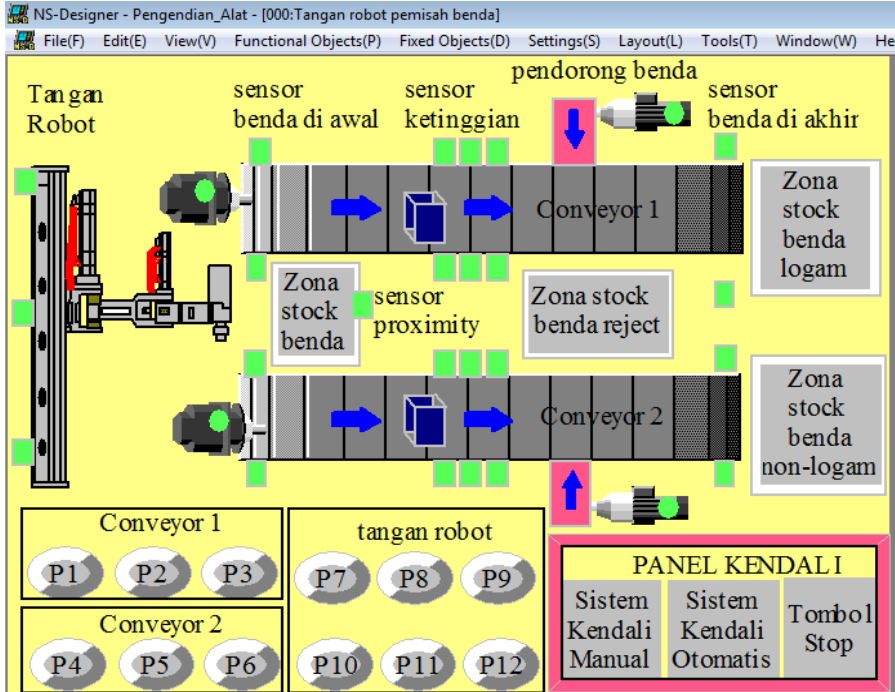 NS-Designer - Pengendian_Alat - [000:Tangan robot pemisah benda]
File(F) Edit(E) View(V) Functional Objects(P) Fixed Objects(D) Settings(S) Layout(L) Tools(T) Window(W) He
Tangan
Robot
sensor
benda di awal
sensor
ketinggian
pendorong benda
sensor
benda di akhir
Conveyor 1
Zona
stock
benda
logam
Zona
stock
benda
sensor
proximity
Zona stock
benda reject
Conveyor 2
Zona
stock
benda
non-logam
Conveyor 1
P1 P2 P3
Conveyor 2
P4 P5 P6
tangan robot
P7 P8 P9
P10 P11 P12
PANEL KENDALI
Sistem
Kendali
Manual
Sistem
Kendali
Otomatis
Tombol
Stop